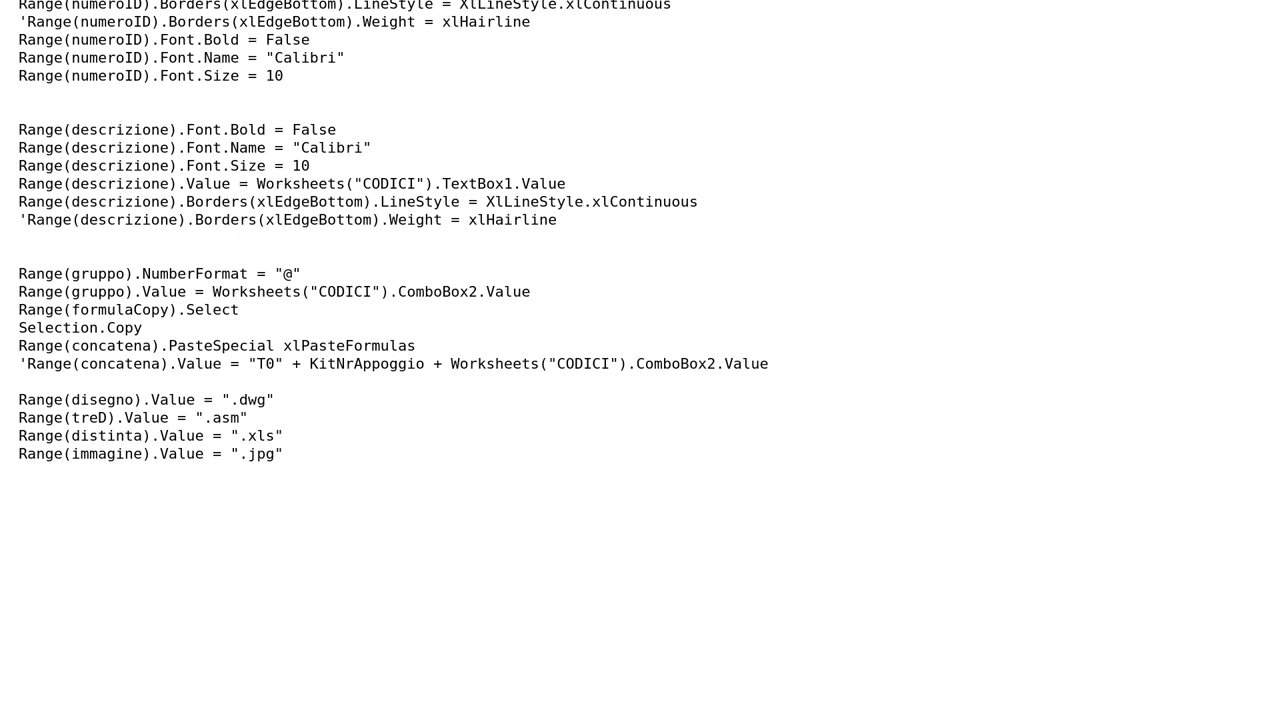 Range(numeroID).Borders(xlEdgeBottom).LineStyle = XlLineStyle.xlContinuous
'Range(numeroID).Borders(xlEdgeBottom).Weight = xlHairline
Range(numeroID).Font.Bold = False
Range(numeroID).Font.Name = "Calibri"
Range(numeroID).Font.Size = 10
Range(descrizione).Font.Bold = False
Range(descrizione).Font.Name = "Calibri"
Range(descrizione).Font.Size = 10
Range(descrizione).Value = Worksheets("CODICI").TextBox1.Value
Range(descrizione).Borders(xlEdgeBottom).LineStyle = XlLineStyle.xlContinuous
'Range(descrizione).Borders(xlEdgeBottom).Weight = xlHairline
Range(gruppo).NumberFormat = "@"
Range(gruppo).Value = Worksheets("CODICI").ComboBox2.Value
Range(formulaCopy).Select
Selection.Copy
Range(concatena).PasteSpecial xlPasteFormulas
'Range(concatena).Value = "T0" + KitNrAppoggio + Worksheets("CODICI").ComboBox2.Value
Range(disegno).Value = ".dwg"
Range(treD).Value = ".asm"
Range(distinta).Value = ".xls"
Range(immagine).Value = ".jpg"